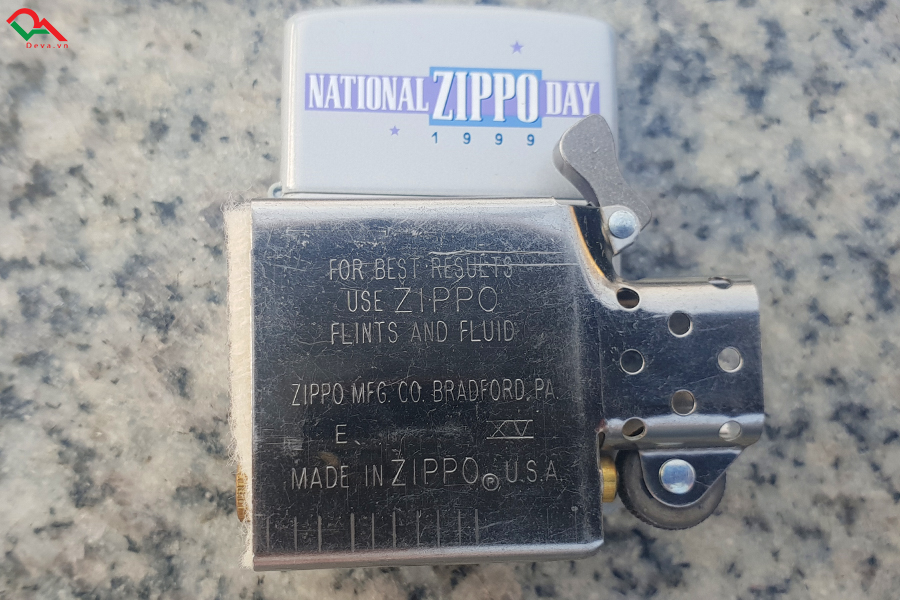 Deva.vn
NATIONAL ZIPPO DAY
1999
FOR BEST RESULTS
USE ZIPPO
FLINTS AND FLUID
ZIPPO MFG. CO. BRADFORD, PA.
E XV
MADE IN ZIPPO ® U.S.A.